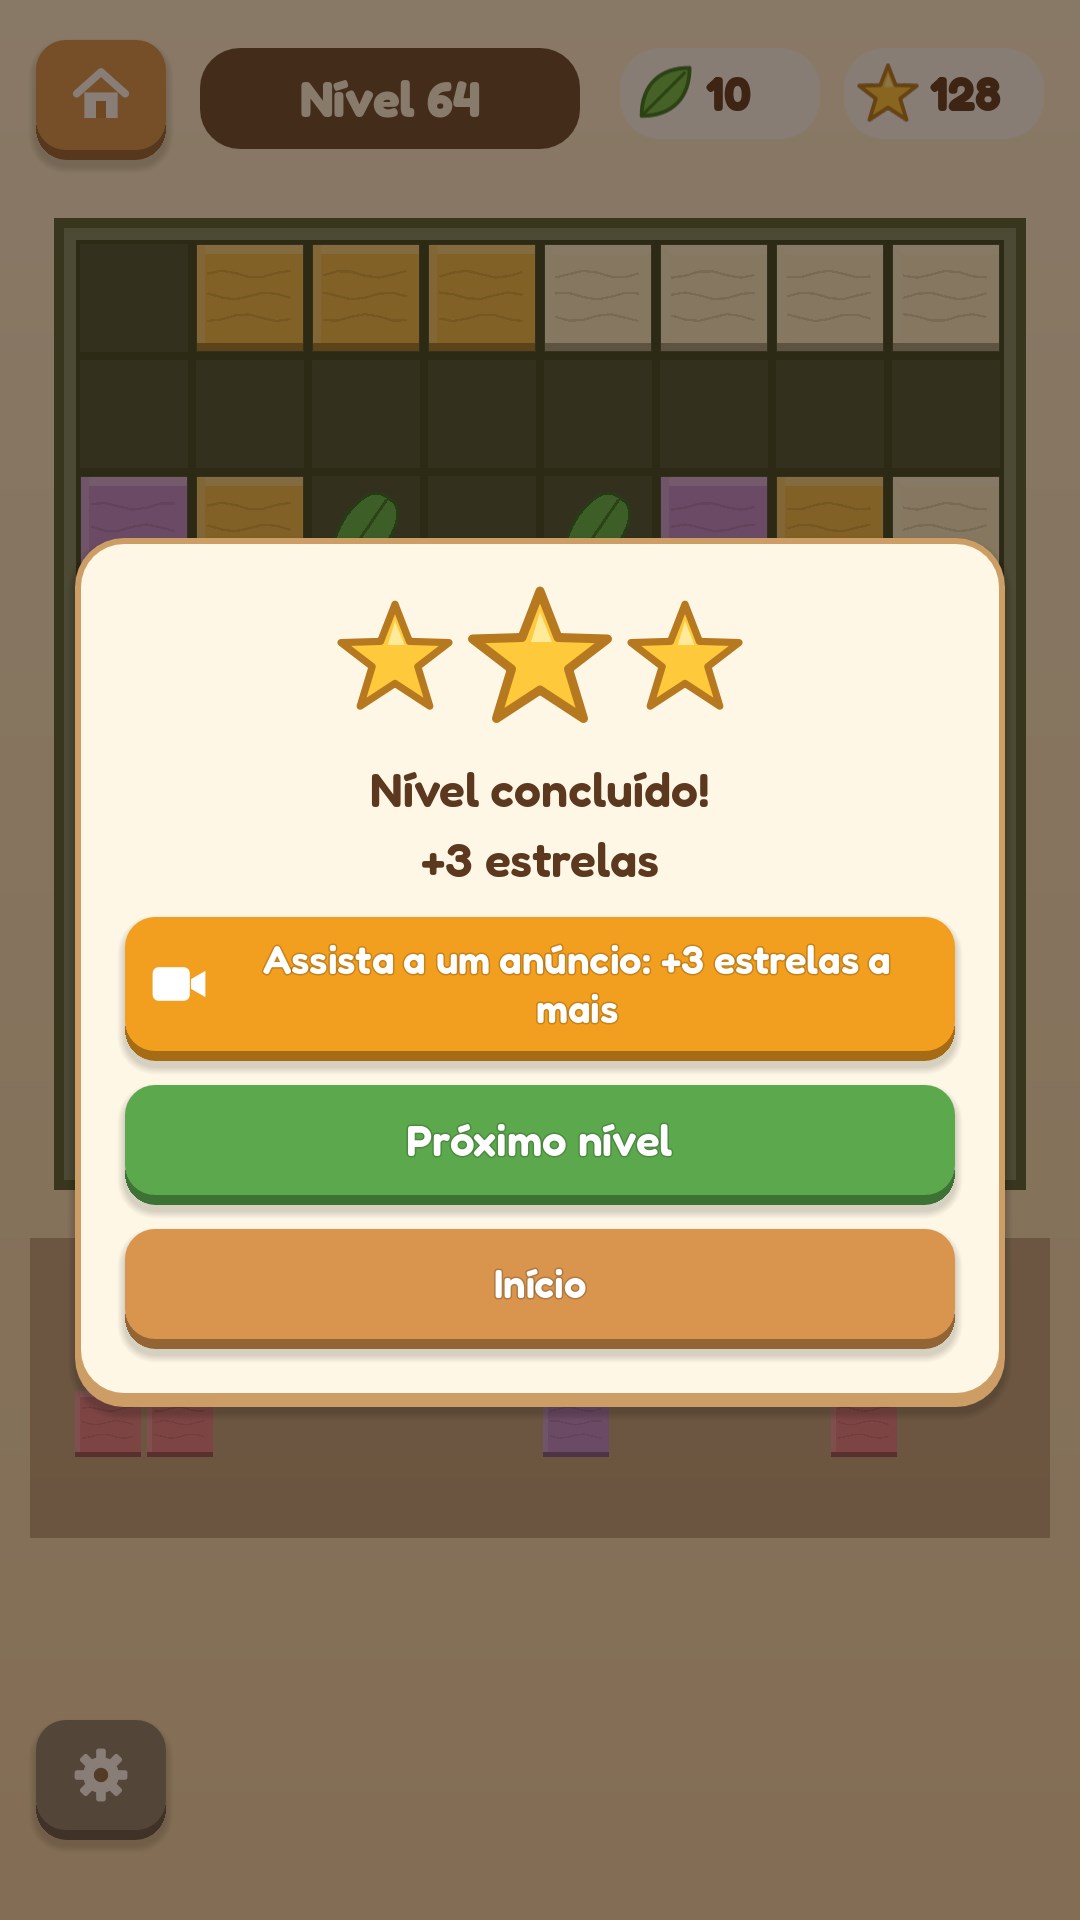 Nível 64
10
128
Nível concluído!
+3 estrelas
Assista a um anúncio: +3 estrelas a
mais
Próximo nível
Início